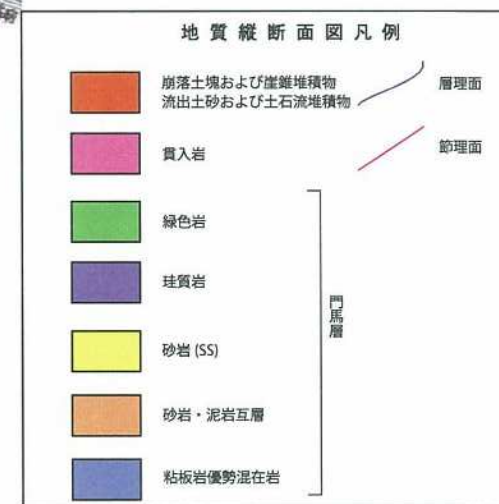 地質縦断面図凡例
崩落土塊および崖錐堆積物
流出土砂および土石流堆積物
層理面
貫入岩
節理面
緑色岩
珪質岩
門馬層
砂岩 (SS)
砂岩・泥岩互層
粘板岩優勢混在岩